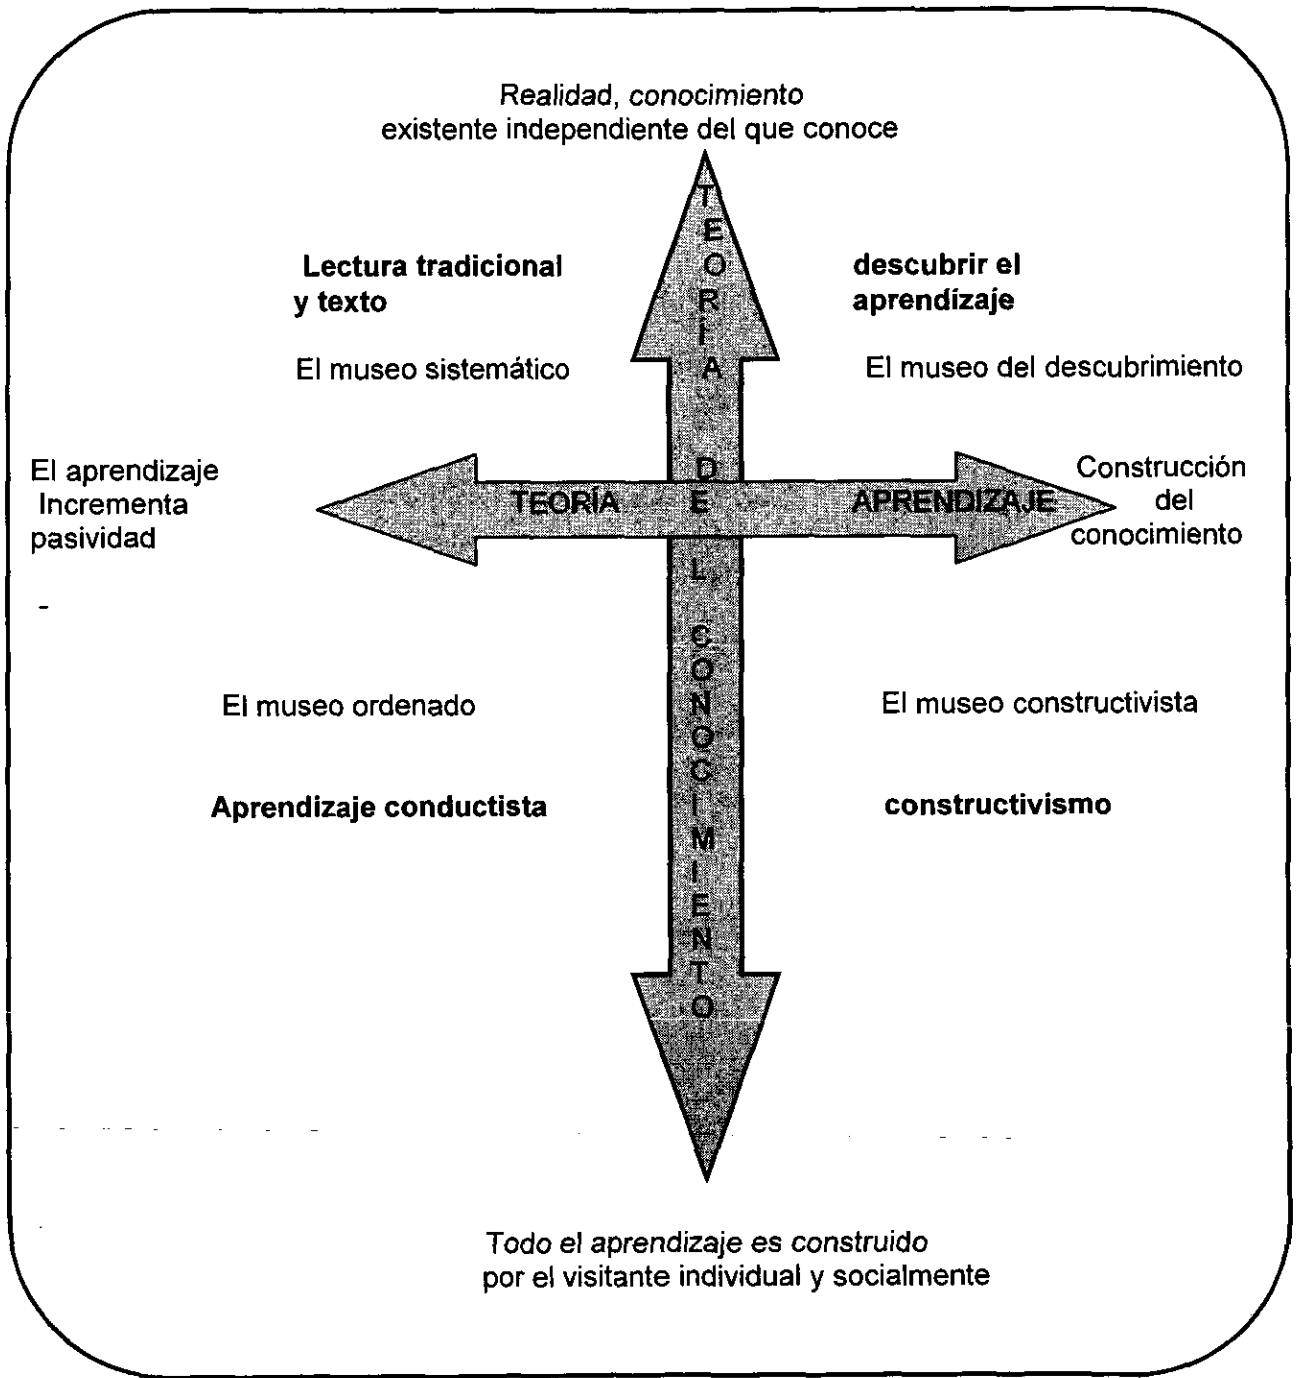 Realidad, conocimiento
existente independiente del que conoce
TEORÍA DEL CONOCIMIENTO
Lectura tradicional
y texto
descubrir el
aprendizaje
El museo sistemático
El museo del descubrimiento
El aprendizaje
Incrementa
pasividad
TEORÍA DEL APRENDIZAJE
Construcción
del
conocimiento
El museo ordenado
El museo constructivista
Aprendizaje conductista
constructivismo
Todo el aprendizaje es construido
por el visitante individual y socialmente